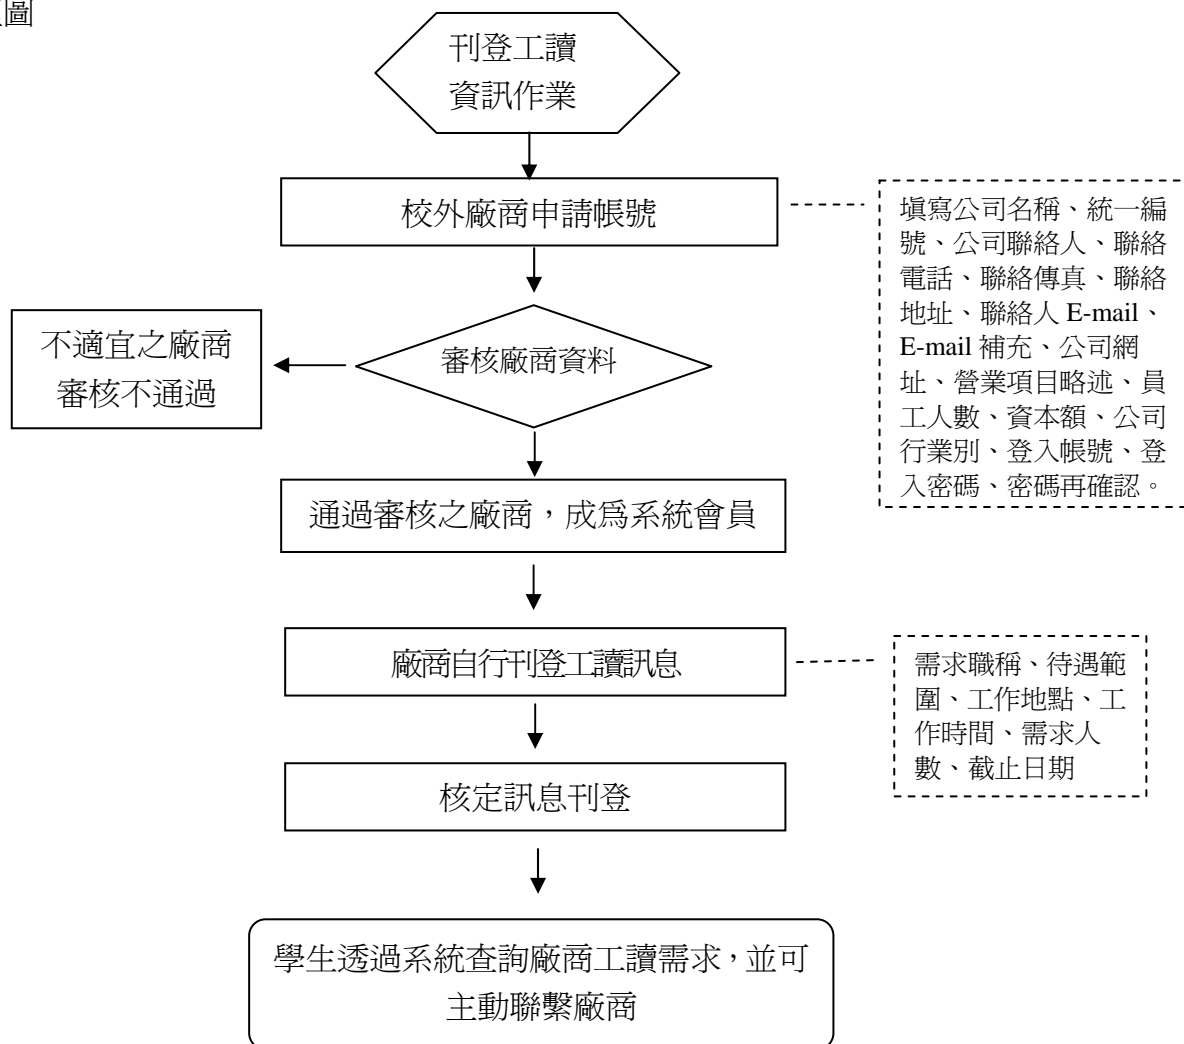 圖
刊登工讀
資訊作業
校外廠商申請帳號
填寫公司名稱、統一編
號、公司聯絡人、聯絡
電話、聯絡傳真、聯絡
地址、聯絡人 E-mail、
E-mail 補充、公司網
址、營業項目略述、員
工人數、資本額、公司
行業別、登入帳號、登
入密碼、密碼再確認。
不適宜之廠商
審核不通過
審核廠商資料
通過審核之廠商，成為系統會員
廠商自行刊登工讀訊息
需求職稱、待遇範
圍、工作地點、工
作時間、需求人
數、截止日期
核定訊息刊登
學生透過系統查詢廠商工讀需求，並可
主動聯繫廠商